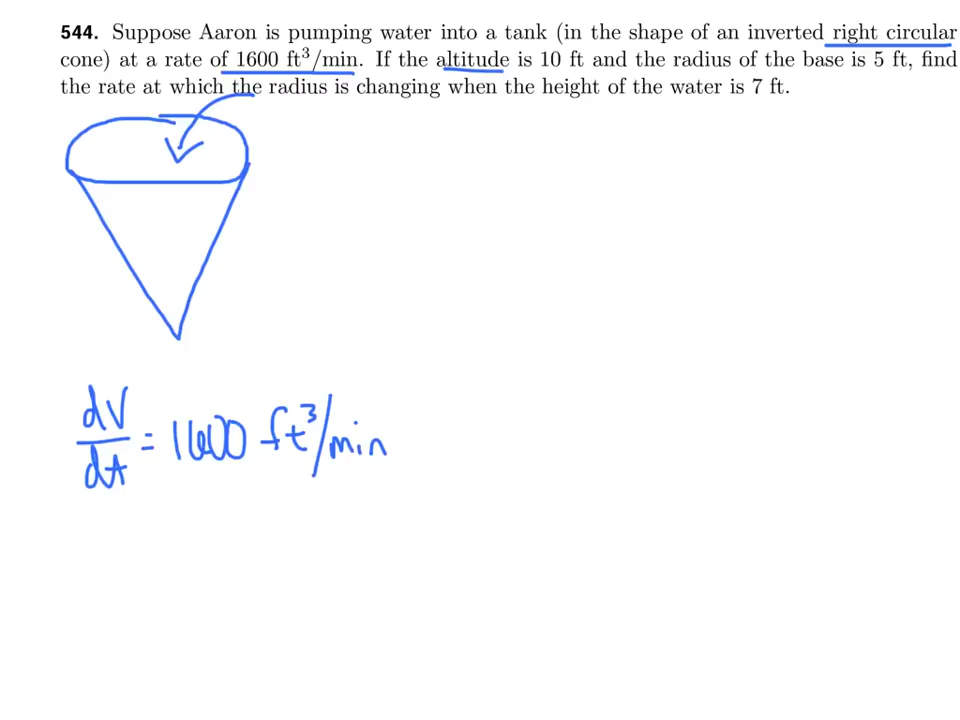 544. Suppose Aaron is pumping water into a tank (in the shape of an inverted right circular
cone) at a rate of 1600 ft³/min. If the altitude is 10 ft and the radius of the base is 5 ft, find
the rate at which the radius is changing when the height of the water is 7 ft.
dV/dt = 1600 ft³/min